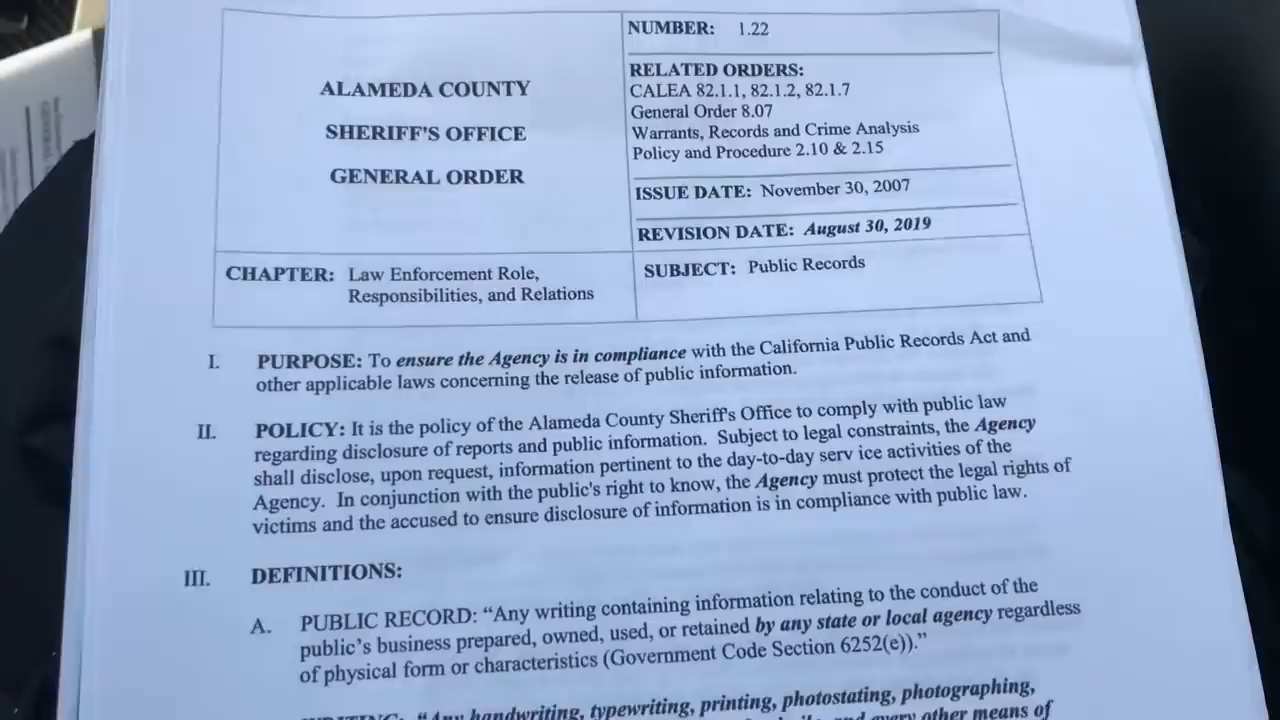 ALAMEDA COUNTY
SHERIFF'S OFFICE
GENERAL ORDER
NUMBER: 1.22
RELATED ORDERS:
CALEA 82.1.1, 82.1.2, 82.1.7
General Order 8.07
Warrants, Records and Crime Analysis
Policy and Procedure 2.10 & 2.15
ISSUE DATE: November 30, 2007
REVISION DATE: August 30, 2019
CHAPTER: Law Enforcement Role,
Responsibilities, and Relations
SUBJECT: Public Records
I. PURPOSE: To ensure the Agency is in compliance with the California Public Records Act and
other applicable laws concerning the release of public information.
II. POLICY: It is the policy of the Alameda County Sheriff's Office to comply with public law
regarding disclosure of reports and public information. Subject to legal constraints, the Agency
shall disclose, upon request, information pertinent to the day-to-day serv ice activities of the
Agency. In conjunction with the public's right to know, the Agency must protect the legal rights of
victims and the accused to ensure disclosure of information is in compliance with public law.
III. DEFINITIONS:
A. PUBLIC RECORD: “Any writing containing information relating to the conduct of the
public’s business prepared, owned, used, or retained by any state or local agency regardless
of physical form or characteristics (Government Code Section 6252(e)).”
“Any handwriting, typewriting, printing, photostating, photographing,
and every other means of